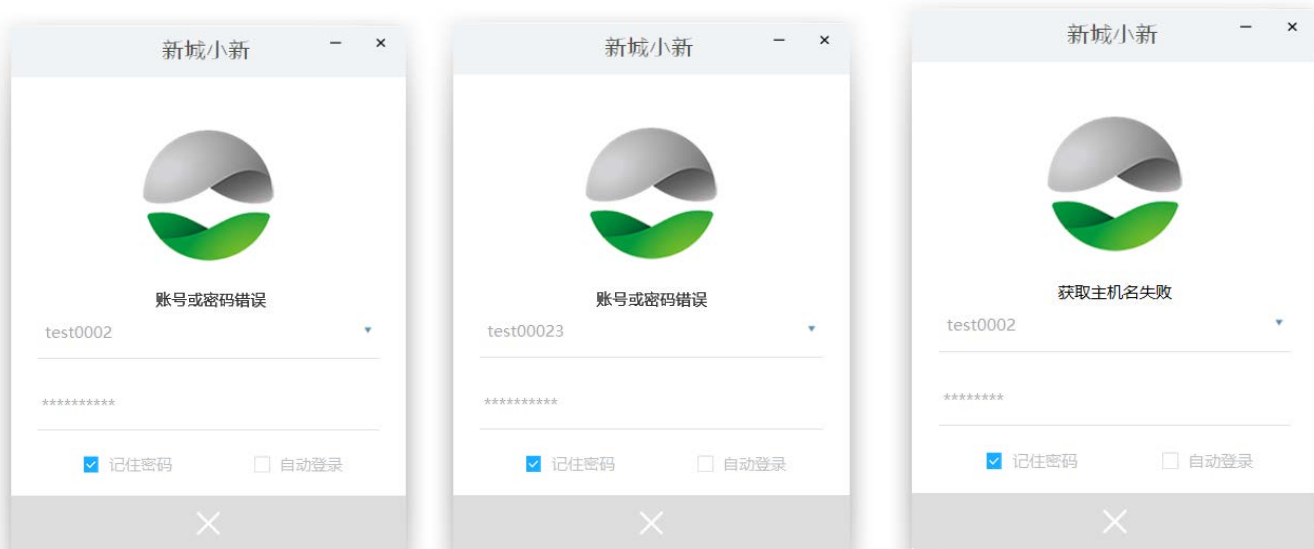 新城小新
账号或密码错误
test0002
**********
记住密码 自动登录
新城小新
账号或密码错误
test00023
**********
记住密码 自动登录
新城小新
获取主机名失败
test0002
********
记住密码 自动登录